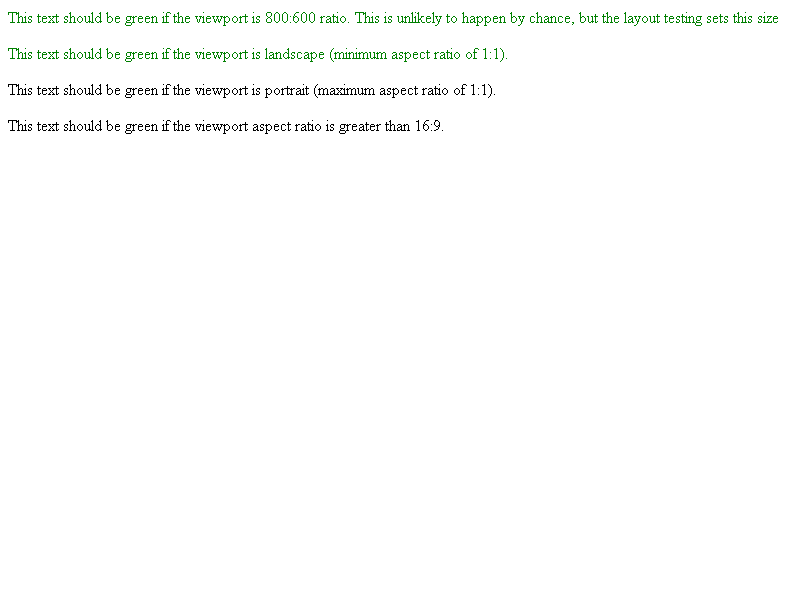 This text should be green if the viewport is 800:600 ratio. This is unlikely to happen by chance, but the layout testing sets this size
This text should be green if the viewport is landscape (minimum aspect ratio of 1:1).
This text should be green if the viewport is portrait (maximum aspect ratio of 1:1).
This text should be green if the viewport aspect ratio is greater than 16:9.